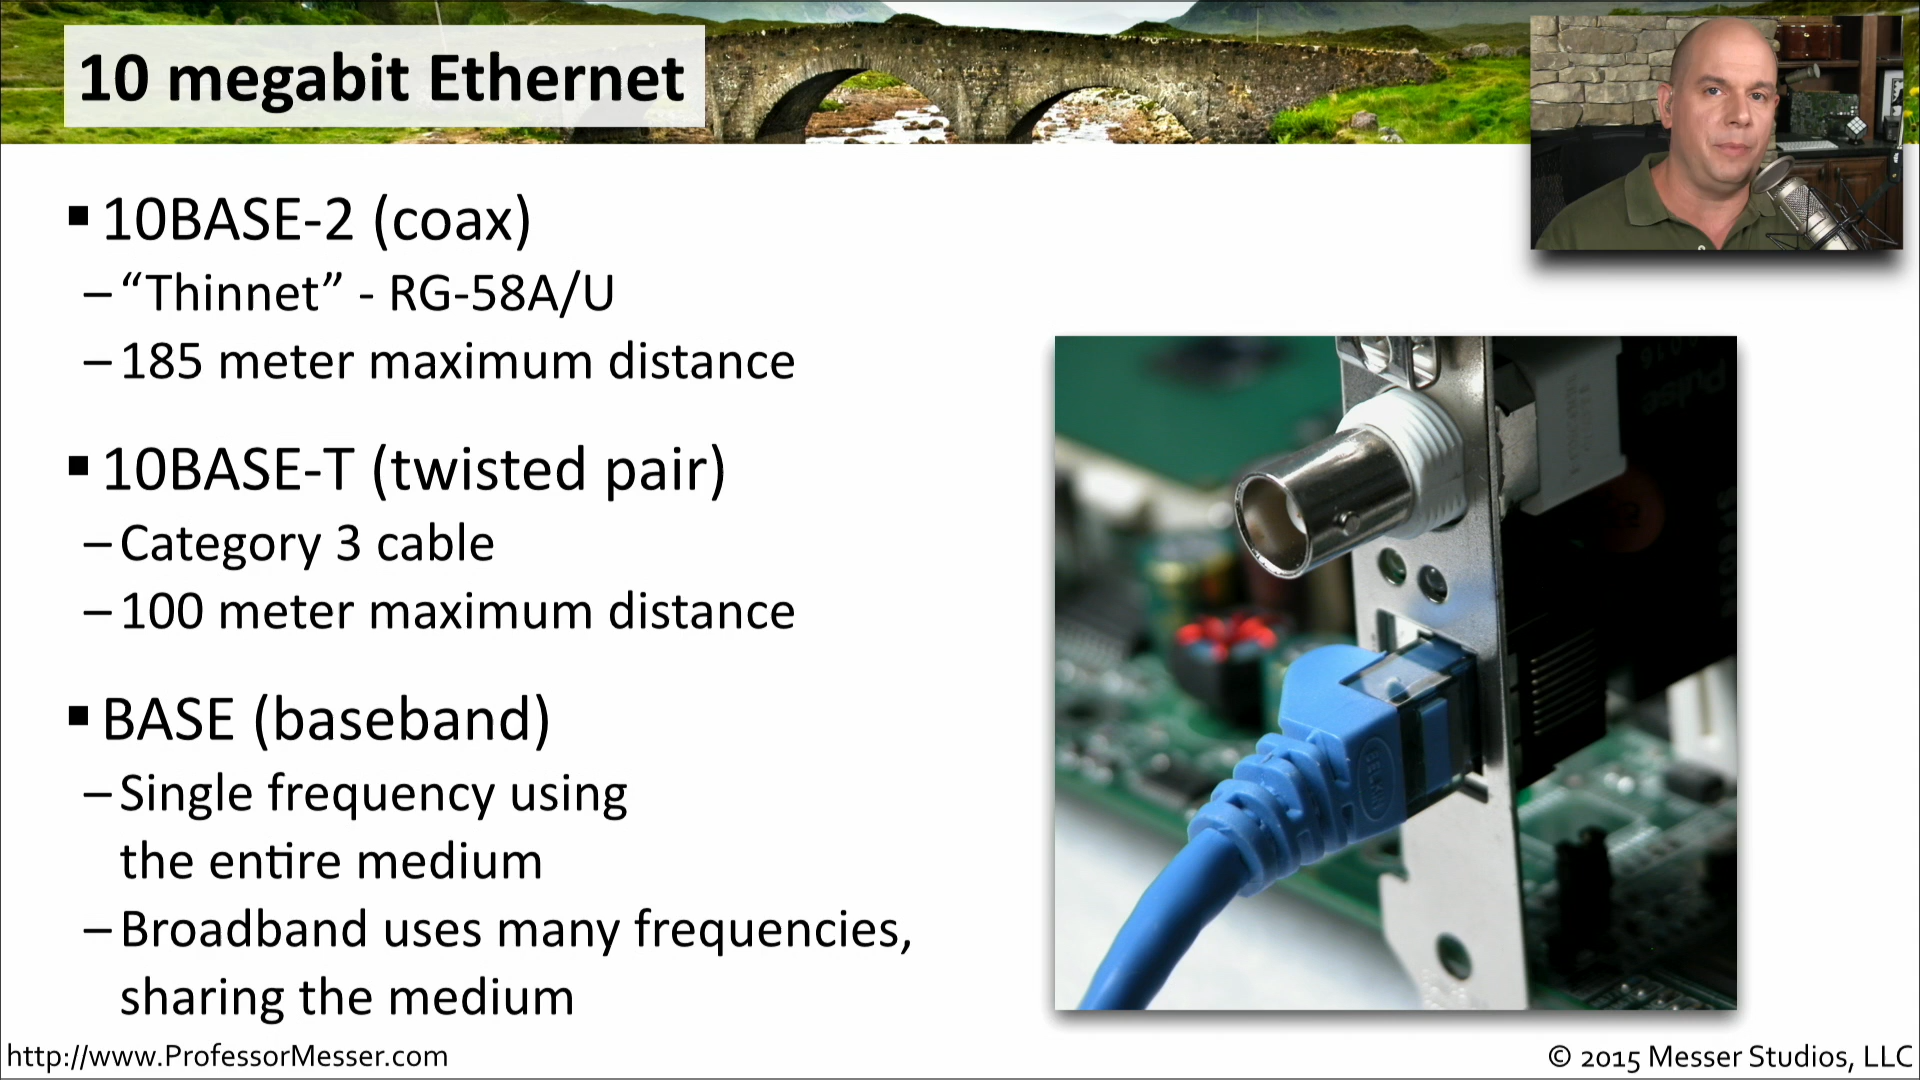 10 megabit Ethernet
▪ 10BASE-2 (coax)
– “Thinnet” - RG-58A/U
– 185 meter maximum distance
▪ 10BASE-T (twisted pair)
– Category 3 cable
– 100 meter maximum distance
▪ BASE (baseband)
– Single frequency using
the entire medium
– Broadband uses many frequencies,
sharing the medium
Pulse
BELKIN
http://www.ProfessorMesser.com
© 2015 Messer Studios, LLC